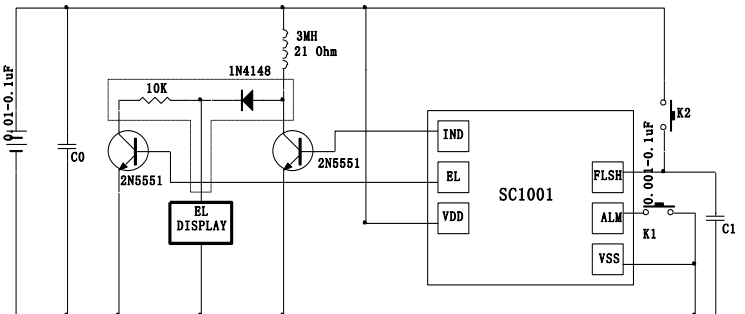 3MH
21 Ohm
1N4148
10K
0.01-0.1uF
C0
2N5551
2N5551
EL
DISPLAY
IND
EL
VDD
SC1001
FLSH
ALM
VSS
0.001-0.1uF
K2
K1
C1